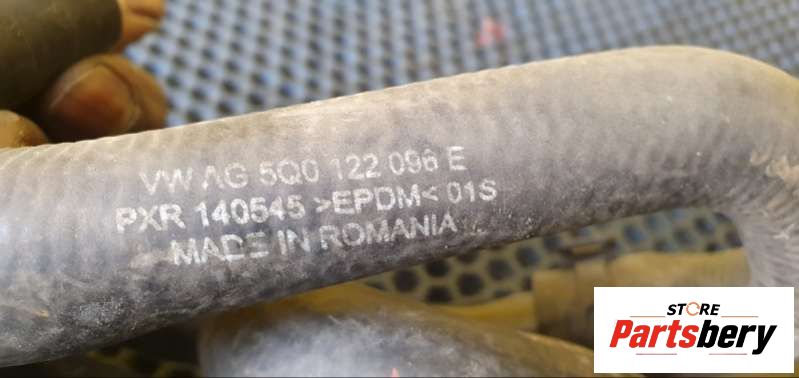 VW AG 5Q0 122 096 E
PXR 140545 >EPDM< 01S
MADE IN ROMANIA
STORE
Partsbery